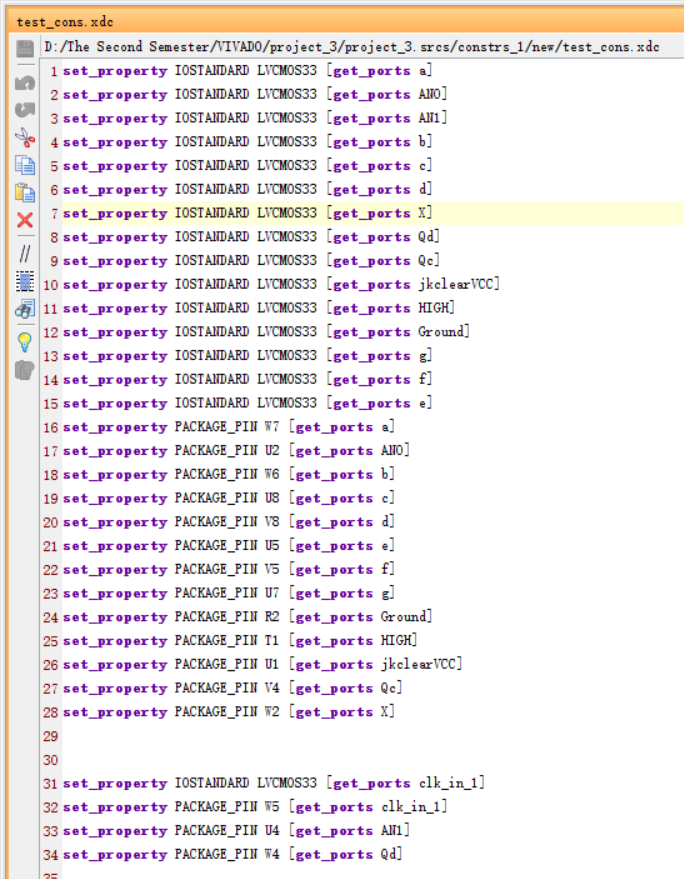 test_cons.xdc
D:/The Second Semester/VIVADO/project_3/project_3.srcs/constrs_1/new/test_cons.xdc
1 set_property IOSTANDARD LVCMOS33 [get_ports a]
2 set_property IOSTANDARD LVCMOS33 [get_ports AN0]
3 set_property IOSTANDARD LVCMOS33 [get_ports AN1]
4 set_property IOSTANDARD LVCMOS33 [get_ports b]
5 set_property IOSTANDARD LVCMOS33 [get_ports c]
6 set_property IOSTANDARD LVCMOS33 [get_ports d]
7 set_property IOSTANDARD LVCMOS33 [get_ports X]
8 set_property IOSTANDARD LVCMOS33 [get_ports Qd]
9 set_property IOSTANDARD LVCMOS33 [get_ports Qc]
10 set_property IOSTANDARD LVCMOS33 [get_ports jkclearVCC]
11 set_property IOSTANDARD LVCMOS33 [get_ports HIGH]
12 set_property IOSTANDARD LVCMOS33 [get_ports Ground]
13 set_property IOSTANDARD LVCMOS33 [get_ports g]
14 set_property IOSTANDARD LVCMOS33 [get_ports f]
15 set_property IOSTANDARD LVCMOS33 [get_ports e]
16 set_property PACKAGE_PIN W7 [get_ports a]
17 set_property PACKAGE_PIN U2 [get_ports AN0]
18 set_property PACKAGE_PIN W6 [get_ports b]
19 set_property PACKAGE_PIN U8 [get_ports c]
20 set_property PACKAGE_PIN V8 [get_ports d]
21 set_property PACKAGE_PIN U5 [get_ports e]
22 set_property PACKAGE_PIN V5 [get_ports f]
23 set_property PACKAGE_PIN U7 [get_ports g]
24 set_property PACKAGE_PIN R2 [get_ports Ground]
25 set_property PACKAGE_PIN T1 [get_ports HIGH]
26 set_property PACKAGE_PIN U1 [get_ports jkclearVCC]
27 set_property PACKAGE_PIN V4 [get_ports Qc]
28 set_property PACKAGE_PIN W2 [get_ports X]
29
30
31 set_property IOSTANDARD LVCMOS33 [get_ports clk_in_1]
32 set_property PACKAGE_PIN W5 [get_ports clk_in_1]
33 set_property PACKAGE_PIN U4 [get_ports AN1]
34 set_property PACKAGE_PIN W4 [get_ports Qd]
35